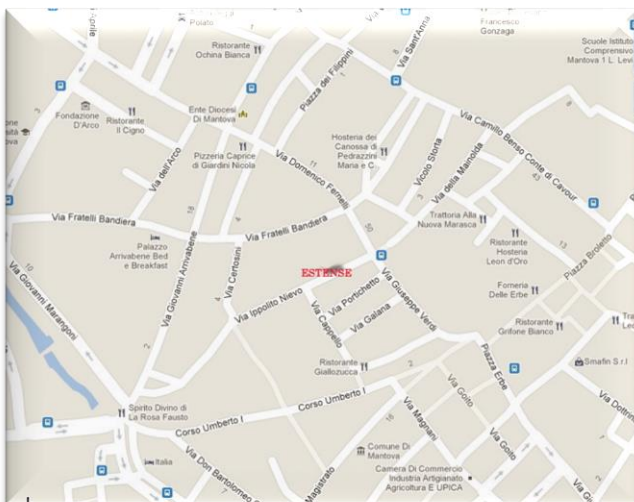 Poiato
Francesco
Gonzaga
Via Sant'Anna
Scuole Istituto
Comprensivo
Mantova 1 L. Levi
Aprile
Ristorante
Ochina Bianca
Piazza dei Filippini
Fondazione
D'Arco
Ristorante
Il Cigno
Ente Diocesi
Di Mantova
Via Camillo Benso Conte di Cavour
Hosteria dei
Canossa di
Pedrazzini
Maria e C
Vicolo Storta
Via della Mainolda
Via dell'Arco
Pizzeria Caprice
di Giardini Nicola
Via Domenico Fernelli
Trattoria Alla
Nuova Marasca
Via Fratelli Bandiera
Via Fratelli Bandiera
Palazzo
Arrivabene Bed
e Breakfast
Via Giovanni Arrivabene
Via Certosini
Ristorante
Hosteria
Leon d'Oro
Piazza Broletto
ESTENSE
Via Giovanni Marangoni
Via Ippolito Nievo
Via Portichetto
Via Giuseppe Verdi
Via Cappello
Via Galana
Forneria
Delle Erbe
Ristorante
Grifone Bianco
Ristorante
Giallozucca
Piazza Erbe
Smafin S r l
Via Goito
Spirito Divino di
La Rosa Fausto
Corso Umberto I
Corso Umberto I
Via Magnani
Via Goito
Via Dottrin
Comune Di
Mantova
Italia
Via Don Bartolomeo
Magistrato
Camera Di Commercio
Industria Artigianato
Agricoltura E UPICA